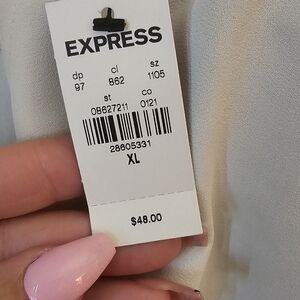 EXPRESS
dp cl sz
97 862 1105
st co
08627211 0121
28605331
XL
$48.00